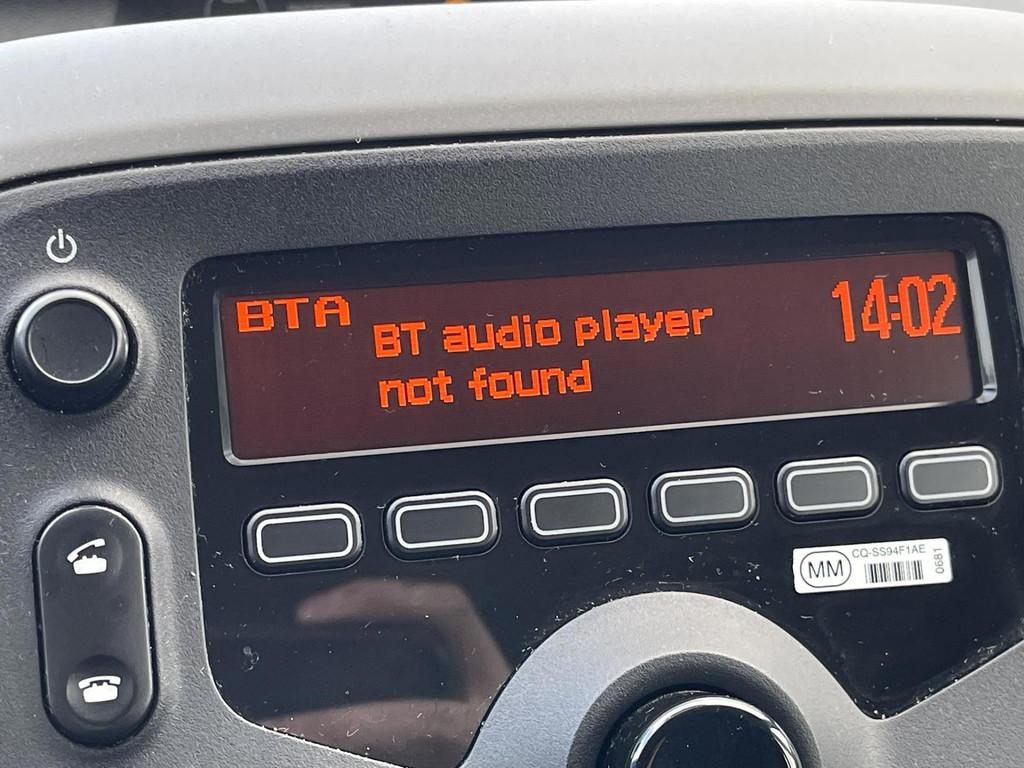 BTA
BT audio player
not found
14:02
MM
CQ-SS94F1AE
0681